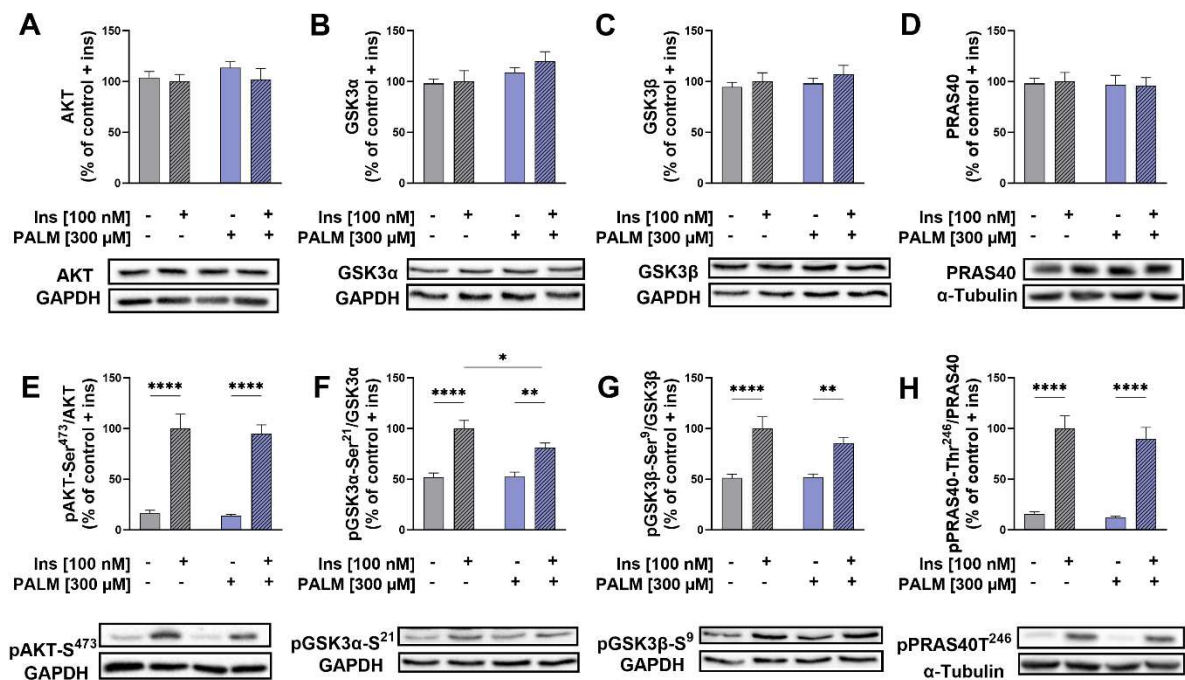 A
B
C
D
AKT
(% of control + ins)
150
100
50
0
GSK3α
(% of control + ins)
150
100
50
0
GSK3β
(% of control + ins)
150
100
50
0
PRAS40
(% of control + ins)
150
100
50
0
Ins [100 nM] - + - +
PALM [300 μM] - - + +
Ins [100 nM] - + - +
PALM [300 μM] - - + +
Ins [100 nM] - + - +
PALM [300 μM] - - + +
Ins [100 nM] - + - +
PALM [300 μM] - - + +
AKT
GAPDH
GSK3α
GAPDH
GSK3β
GAPDH
PRAS40
α-Tubulin
E
F
G
H
pAKT-Ser473/AKT
(% of control + ins)
150
100
50
0
**** ****
pGSK3α-Ser21/GSK3α
(% of control + ins)
150
100
50
0
*
**** **
pGSK3β-Ser9/GSK3β
(% of control + ins)
150
100
50
0
**** **
pPRAS40-Thr246/PRAS40
(% of control + ins)
150
100
50
0
**** ****
Ins [100 nM] - + - +
PALM [300 μM] - - + +
Ins [100 nM] - + - +
PALM [300 μM] - - + +
Ins [100 nM] - + - +
PALM [300 μM] - - + +
Ins [100 nM] - + - +
PALM [300 μM] - - + +
pAKT-S473
GAPDH
pGSK3α-S21
GAPDH
pGSK3β-S9
GAPDH
pPRAS40T246
α-Tubulin